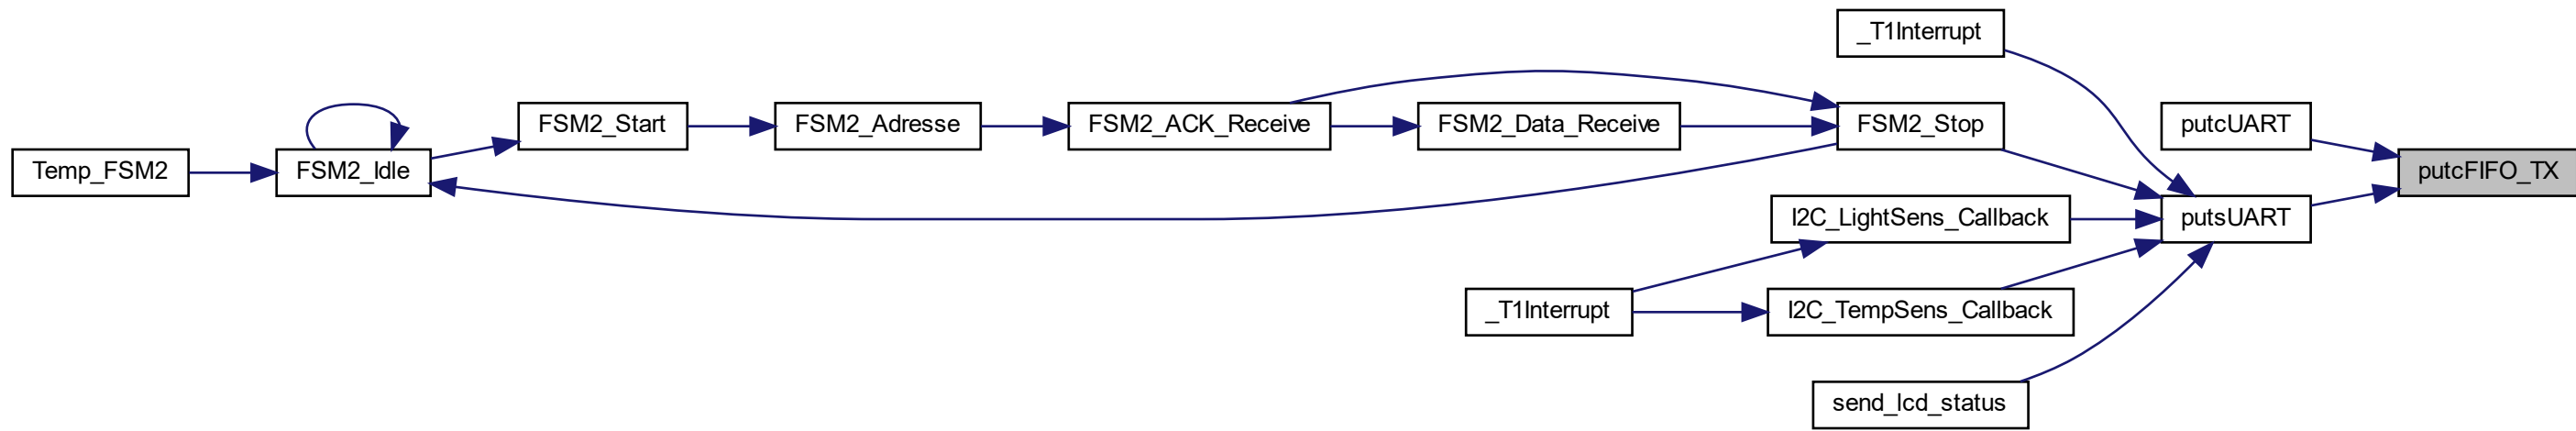 _T1Interrupt
putcUART
FSM2_Start
FSM2_Adresse
FSM2_ACK_Receive
FSM2_Data_Receive
FSM2_Stop
Temp_FSM2
FSM2_Idle
putcFIFO_TX
I2C_LightSens_Callback
putsUART
_T1Interrupt
I2C_TempSens_Callback
send_lcd_status